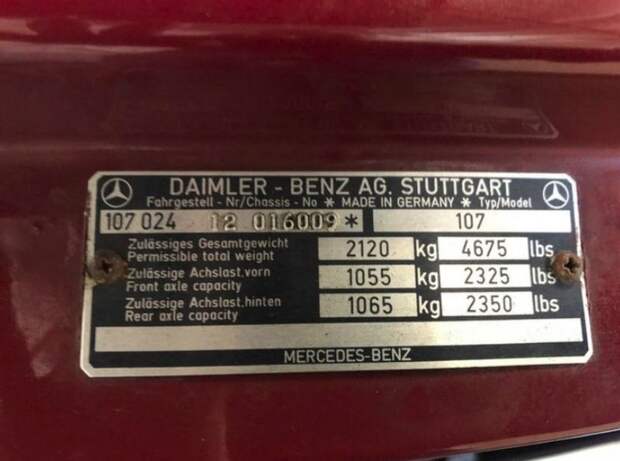 DAIMLER - BENZ AG. STUTTGART
Fahrgestell - Nr/Chassis - No * MADE IN GERMANY * Typ/Model
107 024 12 016009 * 107
Zulässiges Gesamtgewicht
Permissible total weight 2120 kg 4675 lbs
Zulässige Achslast,vorn
Front axle capacity 1055 kg 2325 lbs
Zulässige Achslast,hinten
Rear axle capacity 1065 kg 2350 lbs
MERCEDES-BENZ